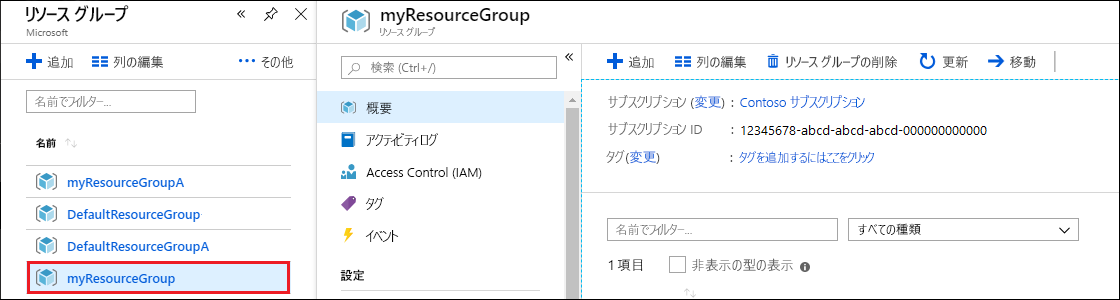 リソース グループ
Microsoft
追加 列の編集 その他
名前でフィルター...
名前
myResourceGroupA
DefaultResourceGroup
DefaultResourceGroupA
myResourceGroup
myResourceGroup
リソース グループ
検索 (Ctrl+/)
概要
アクティビティログ
Access Control (IAM)
タグ
イベント
設定
追加 列の編集 リソース グループの削除 更新 移動
サブスクリプション (変更) : Contoso サブスクリプション
サブスクリプション ID : 12345678-abcd-abcd-abcd-000000000000
タグ(変更) : タグを追加するにはここをクリック
名前でフィルター... すべての種類
1 項目 非表示の型の表示